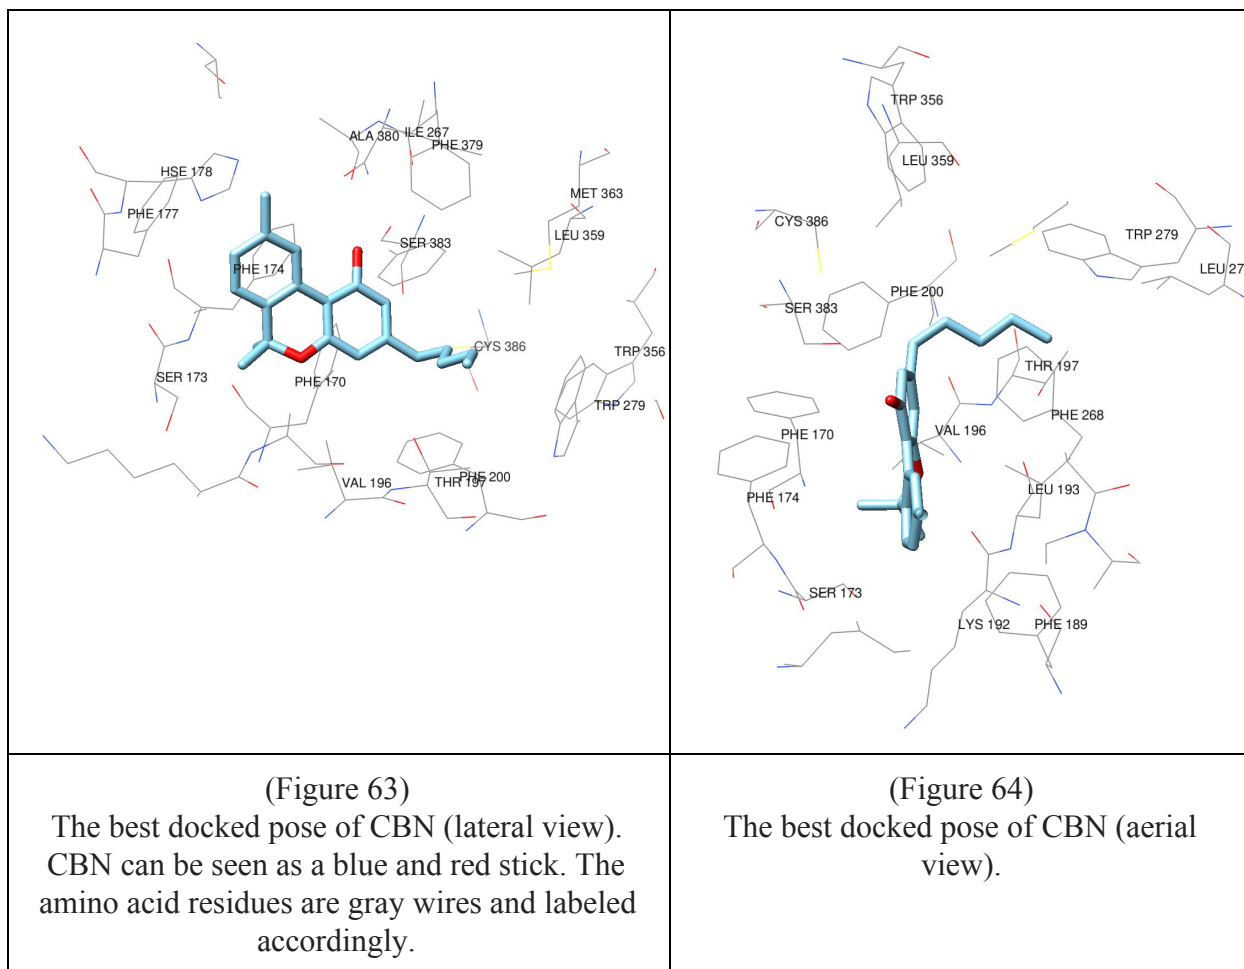 ALA 380
ILE 267
PHE 379
HSE 178
MET 363
PHE 177
LEU 359
SER 383
PHE 174
CYS 386
TRP 356
SER 173
PHE 170
TRP 279
VAL 196
THR 197
PHE 200
TRP 356
LEU 359
CYS 386
TRP 279
LEU 27
PHE 200
SER 383
THR 197
PHE 268
PHE 170
VAL 196
PHE 174
LEU 193
SER 173
LYS 192
PHE 189
(Figure 63)
The best docked pose of CBN (lateral view).
CBN can be seen as a blue and red stick. The
amino acid residues are gray wires and labeled
accordingly.
(Figure 64)
The best docked pose of CBN (aerial
view).